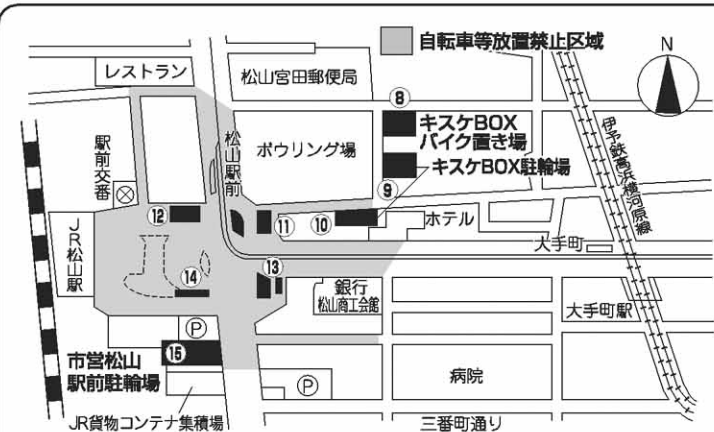 自転車等放置禁止区域
N
レストラン
松山宮田郵便局
⑧
キスケBOX
バイク置き場
伊予鉄高浜横河原線
駅前交番
松山駅前
ボウリング場
キスケBOX駐輪場
⑨
⑫
⑪
⑩
ホテル
大手町
JR松山駅
⑭
⑬
銀行
松山商工会館
大手町駅
P
⑮
市営松山
駅前駐輪場
P
病院
JR貨物コンテナ集積場
三番町通り